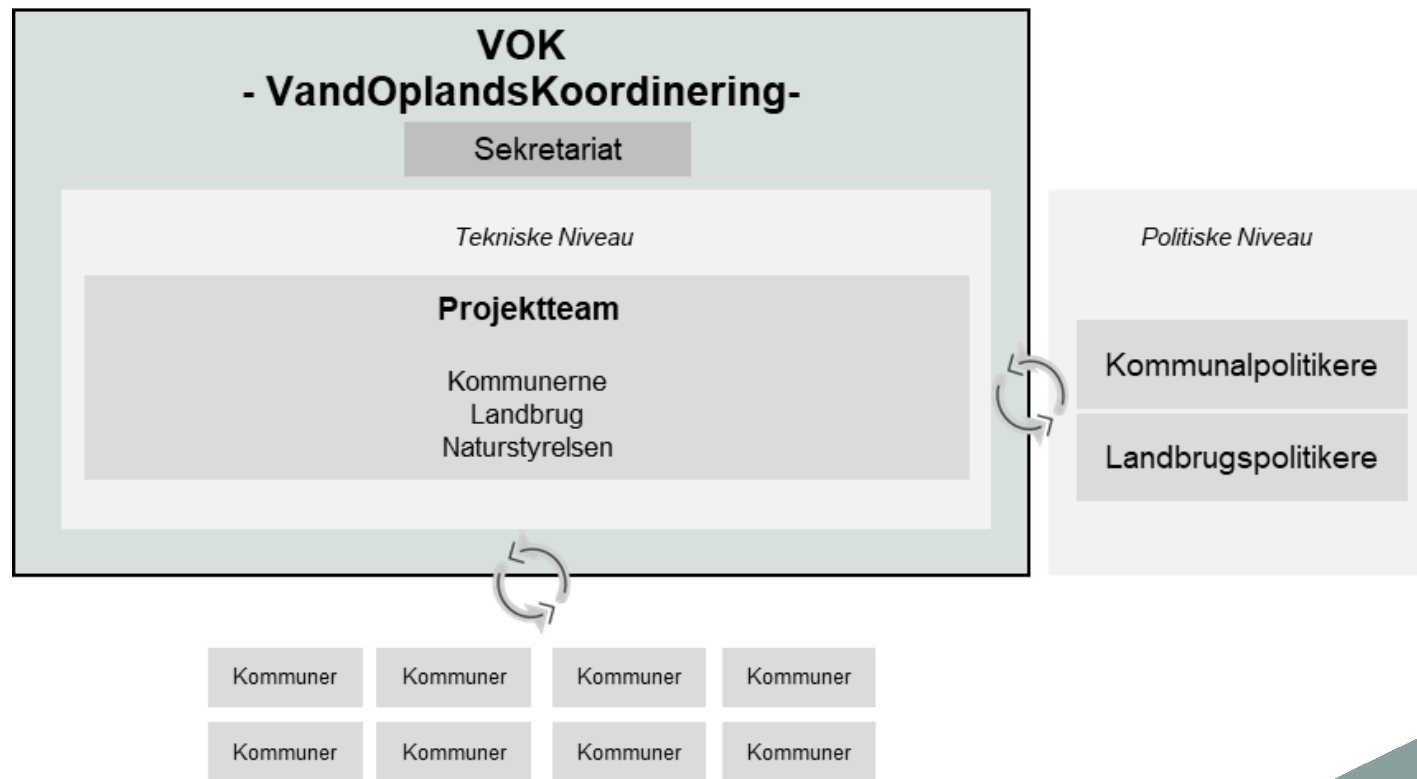 VOK
- VandOplandsKoordinering-
Sekretariat
Tekniske Niveau
Projektteam
Kommunerne
Landbrug
Naturstyrelsen
Politiske Niveau
Kommunalpolitikere
Landbrugspolitikere
Kommuner Kommuner Kommuner Kommuner
Kommuner Kommuner Kommuner Kommuner